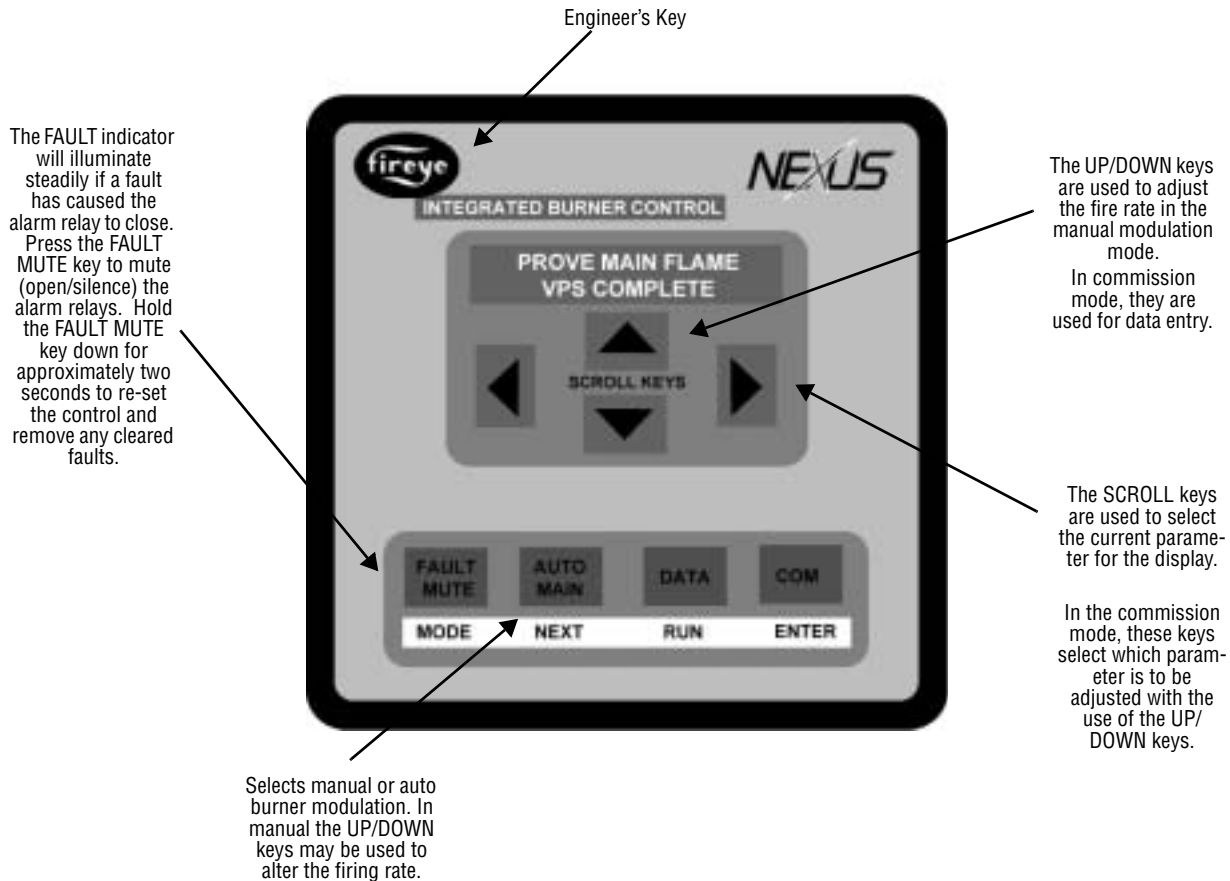 Engineer's Key
The FAULT indicator
will illuminate
steadily if a fault
has caused the
alarm relay to close.
Press the FAULT
MUTE key to mute
(open/silence) the
alarm relays. Hold
the FAULT MUTE
key down for
approximately two
seconds to re-set
the control and
remove any cleared
faults.
fireye
NEXUS
INTEGRATED BURNER CONTROL
PROVE MAIN FLAME
VPS COMPLETE
SCROLL KEYS
FAULT
MUTE
AUTO
MAIN
DATA
COM
MODE NEXT RUN ENTER
The UP/DOWN keys
are used to adjust
the fire rate in the
manual modulation
mode.
In commission
mode, they are
used for data entry.
The SCROLL keys
are used to select
the current parame-
ter for the display.
In the commission
mode, these keys
select which param-
eter is to be
adjusted with the
use of the UP/
DOWN keys.
Selects manual or auto
burner modulation. In
manual the UP/DOWN
keys may be used to
alter the firing rate.